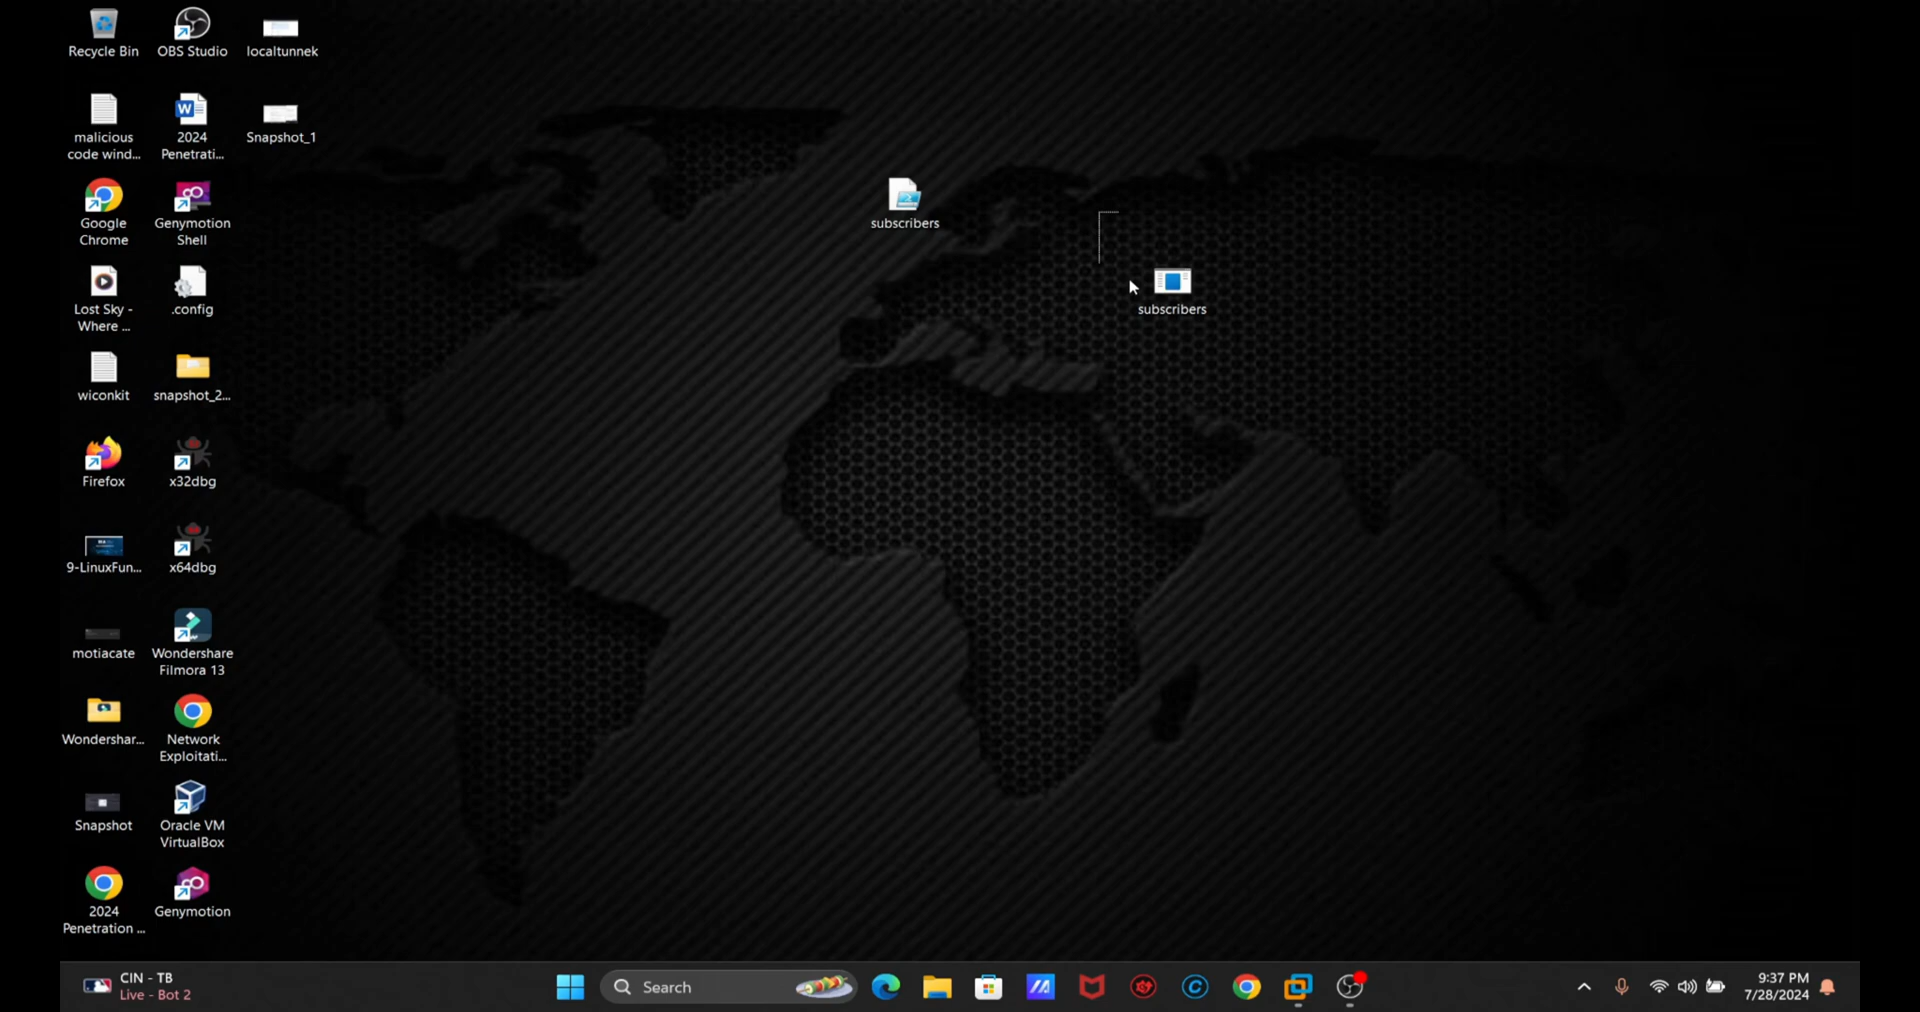 Recycle Bin
OBS Studio
localtunnek
malicious
code wind...
2024
Penetrati...
Snapshot_1
Google
Chrome
Genymotion
Shell
subscribers
Lost Sky -
Where ...
.config
subscribers
wiconkit
snapshot_2...
Firefox
x32dbg
9-LinuxFun...
x64dbg
motiacate
Wondershare
Filmora 13
Wondershar...
Network
Exploitati...
Snapshot
Oracle VM
VirtualBox
2024
Penetration ...
Genymotion
CIN - TB
Live - Bot 2
Search
9:37 PM
7/28/2024